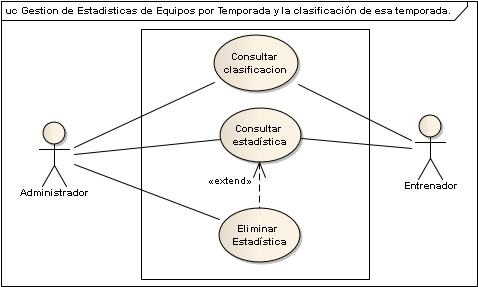 uc Gestion de Estadisticas de Equipos por Temporada y la clasificación de esa temporada.
Consultar
clasificacion
Consultar
estadística
«extend»
Administrador
Entrenador
Eliminar
Estadística